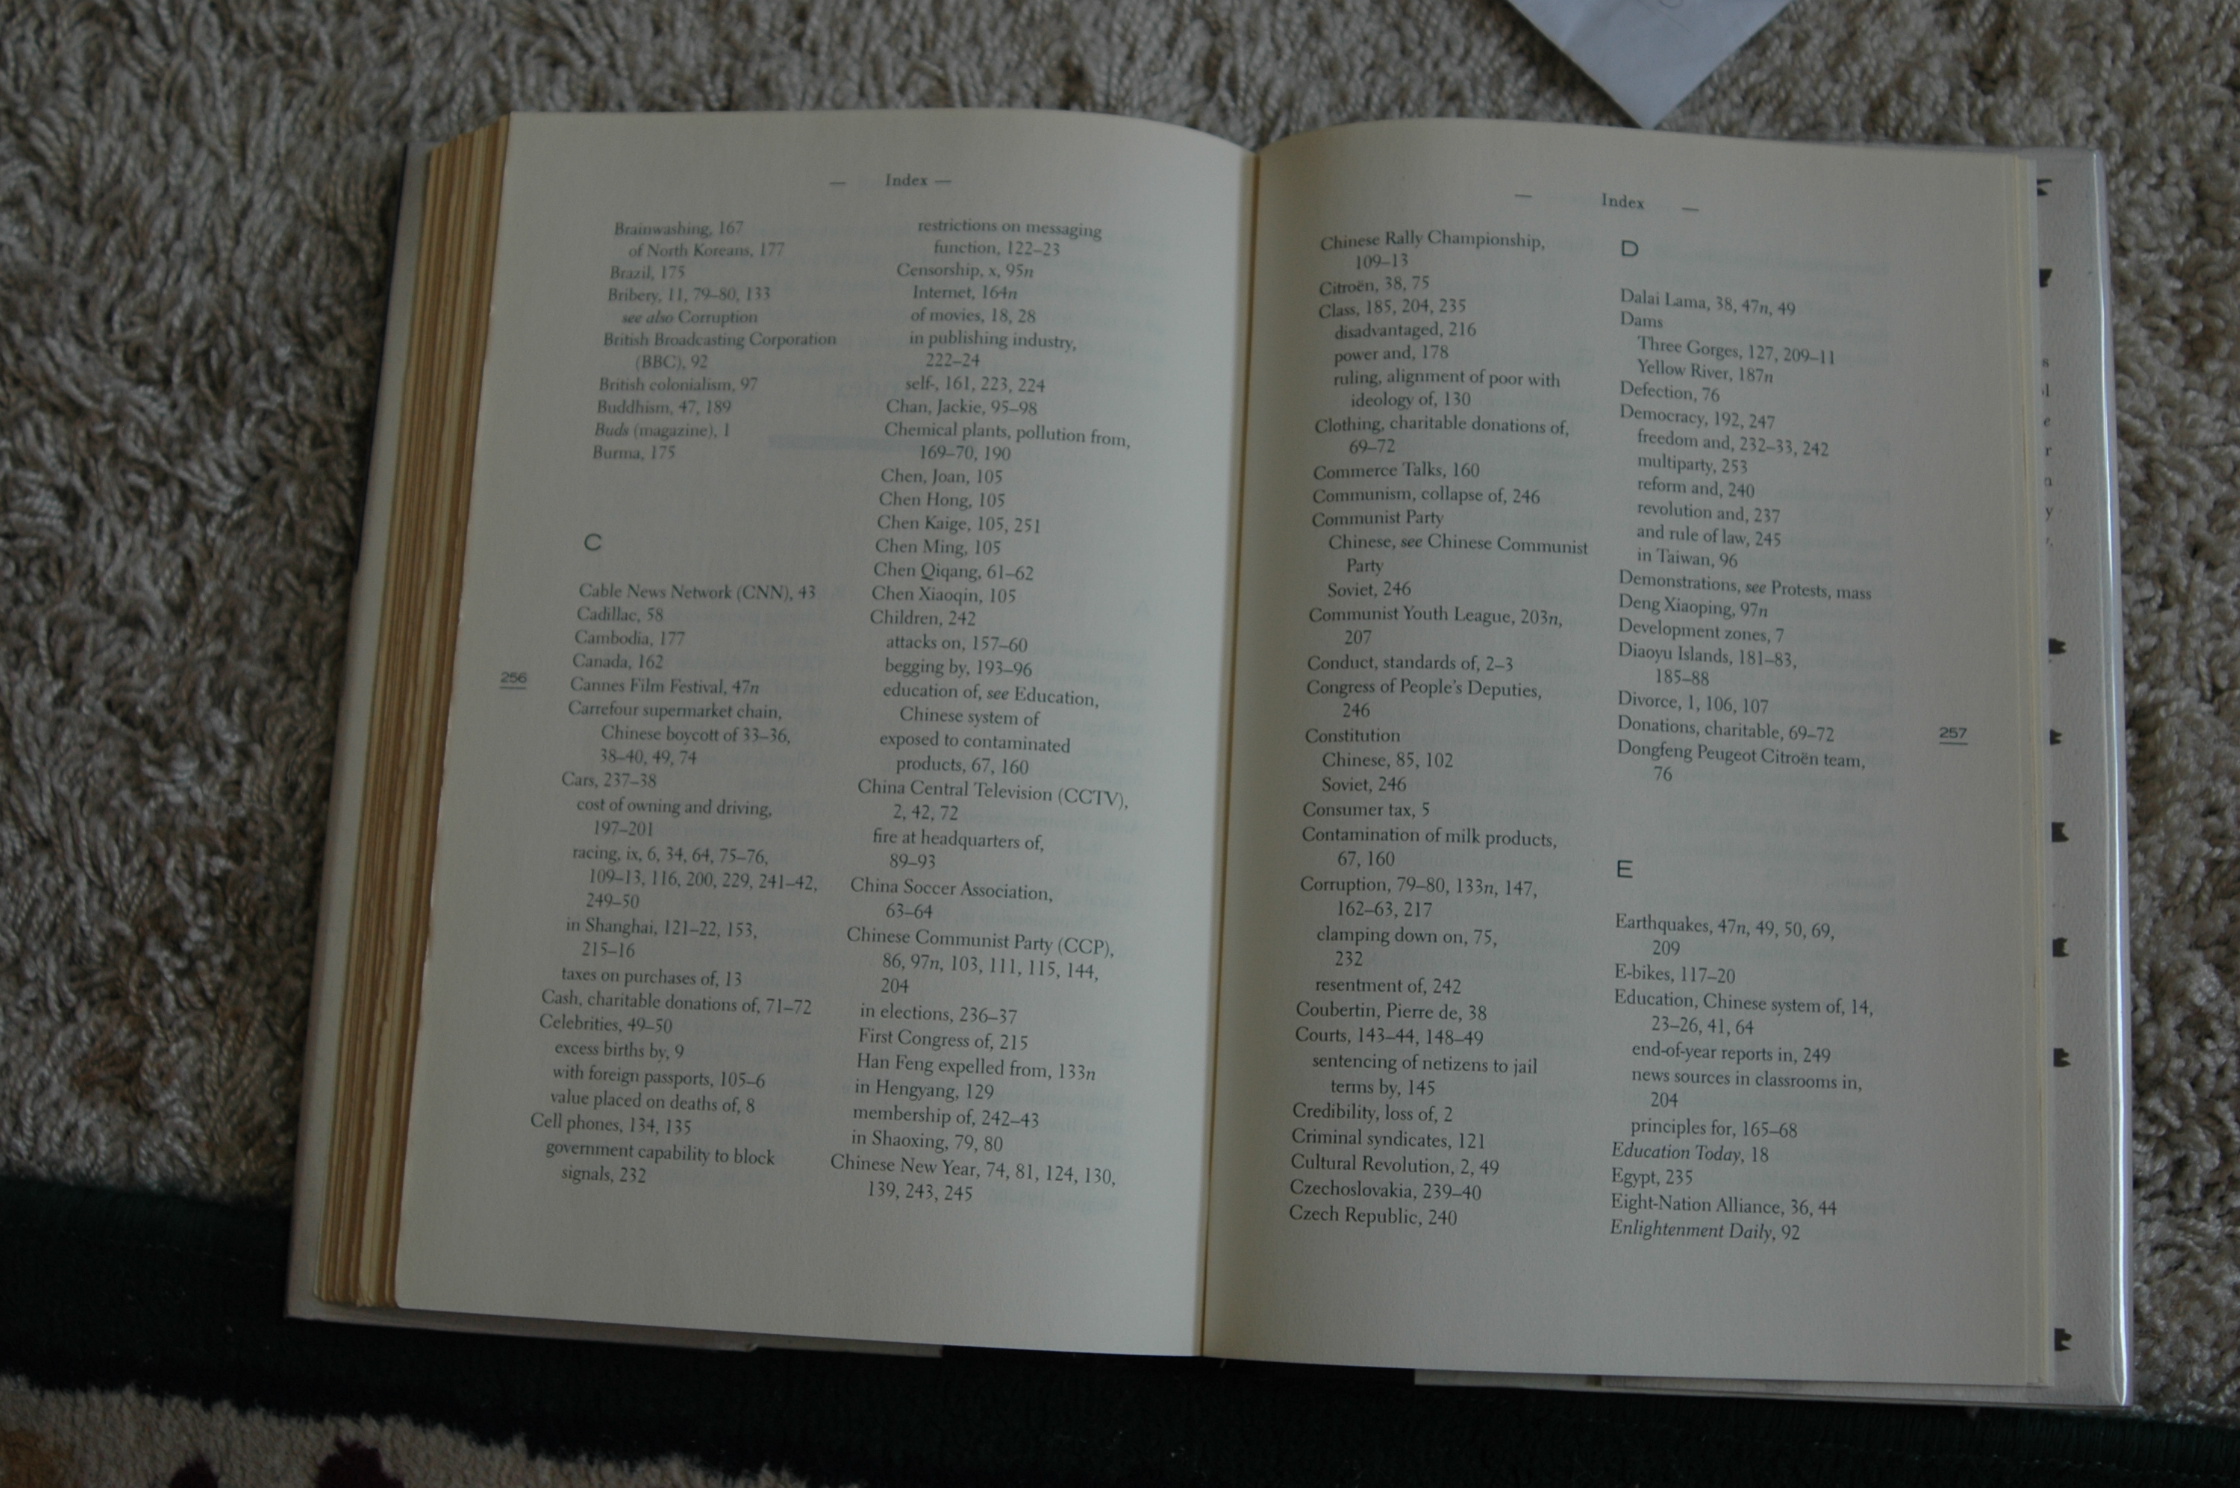 — Index —
Brainwashing, 167
of North Koreans, 177
Brazil, 175
Bribery, 11, 79–80, 133
see also Corruption
British Broadcasting Corporation
(BBC), 92
British colonialism, 97
Buddhism, 47, 189
Buds (magazine), 1
Burma, 175
C
Cable News Network (CNN), 43
Cadillac, 58
Cambodia, 177
Canada, 162
Cannes Film Festival, 47n
Carrefour supermarket chain,
Chinese boycott of 33–36,
38–40, 49, 74
Cars, 237–38
cost of owning and driving,
197–201
racing, ix, 6, 34, 64, 75–76,
109–13, 116, 200, 229, 241–42,
249–50
in Shanghai, 121–22, 153,
215–16
taxes on purchases of, 13
Cash, charitable donations of, 71–72
Celebrities, 49–50
excess births by, 9
with foreign passports, 105–6
value placed on deaths of, 8
Cell phones, 134, 135
government capability to block
signals, 232
restrictions on messaging
function, 122–23
Censorship, x, 95n
Internet, 164n
of movies, 18, 28
in publishing industry,
222–24
self-, 161, 223, 224
Chan, Jackie, 95–98
Chemical plants, pollution from,
169–70, 190
Chen, Joan, 105
Chen Hong, 105
Chen Kaige, 105, 251
Chen Ming, 105
Chen Qiqang, 61–62
Chen Xiaoqin, 105
Children, 242
attacks on, 157–60
begging by, 193–96
education of, see Education,
Chinese system of
exposed to contaminated
products, 67, 160
China Central Television (CCTV),
2, 42, 72
fire at headquarters of,
89–93
China Soccer Association,
63–64
Chinese Communist Party (CCP),
86, 97n, 103, 111, 115, 144,
204
in elections, 236–37
First Congress of, 215
Han Feng expelled from, 133n
in Hengyang, 129
membership of, 242–43
in Shaoxing, 79, 80
Chinese New Year, 74, 81, 124, 130,
139, 243, 245
256
— Index —
Chinese Rally Championship,
109–13
Citroën, 38, 75
Class, 185, 204, 235
disadvantaged, 216
power and, 178
ruling, alignment of poor with
ideology of, 130
Clothing, charitable donations of,
69–72
Commerce Talks, 160
Communism, collapse of, 246
Communist Party
Chinese, see Chinese Communist
Party
Soviet, 246
Communist Youth League, 203n,
207
Conduct, standards of, 2–3
Congress of People's Deputies,
246
Constitution
Chinese, 85, 102
Soviet, 246
Consumer tax, 5
Contamination of milk products,
67, 160
Corruption, 79–80, 133n, 147,
162–63, 217
clamping down on, 75,
232
resentment of, 242
Coubertin, Pierre de, 38
Courts, 143–44, 148–49
sentencing of netizens to jail
terms by, 145
Credibility, loss of, 2
Criminal syndicates, 121
Cultural Revolution, 2, 49
Czechoslovakia, 239–40
Czech Republic, 240
D
Dalai Lama, 38, 47n, 49
Dams
Three Gorges, 127, 209–11
Yellow River, 187n
Defection, 76
Democracy, 192, 247
freedom and, 232–33, 242
multiparty, 253
reform and, 240
revolution and, 237
and rule of law, 245
in Taiwan, 96
Demonstrations, see Protests, mass
Deng Xiaoping, 97n
Development zones, 7
Diaoyu Islands, 181–83,
185–88
Divorce, 1, 106, 107
Donations, charitable, 69–72
Dongfeng Peugeot Citroën team,
76
E
Earthquakes, 47n, 49, 50, 69,
209
E-bikes, 117–20
Education, Chinese system of, 14,
23–26, 41, 64
end-of-year reports in, 249
news sources in classrooms in,
204
principles for, 165–68
Education Today, 18
Egypt, 235
Eight-Nation Alliance, 36, 44
Enlightenment Daily, 92
257
s
l
e
r
a
y